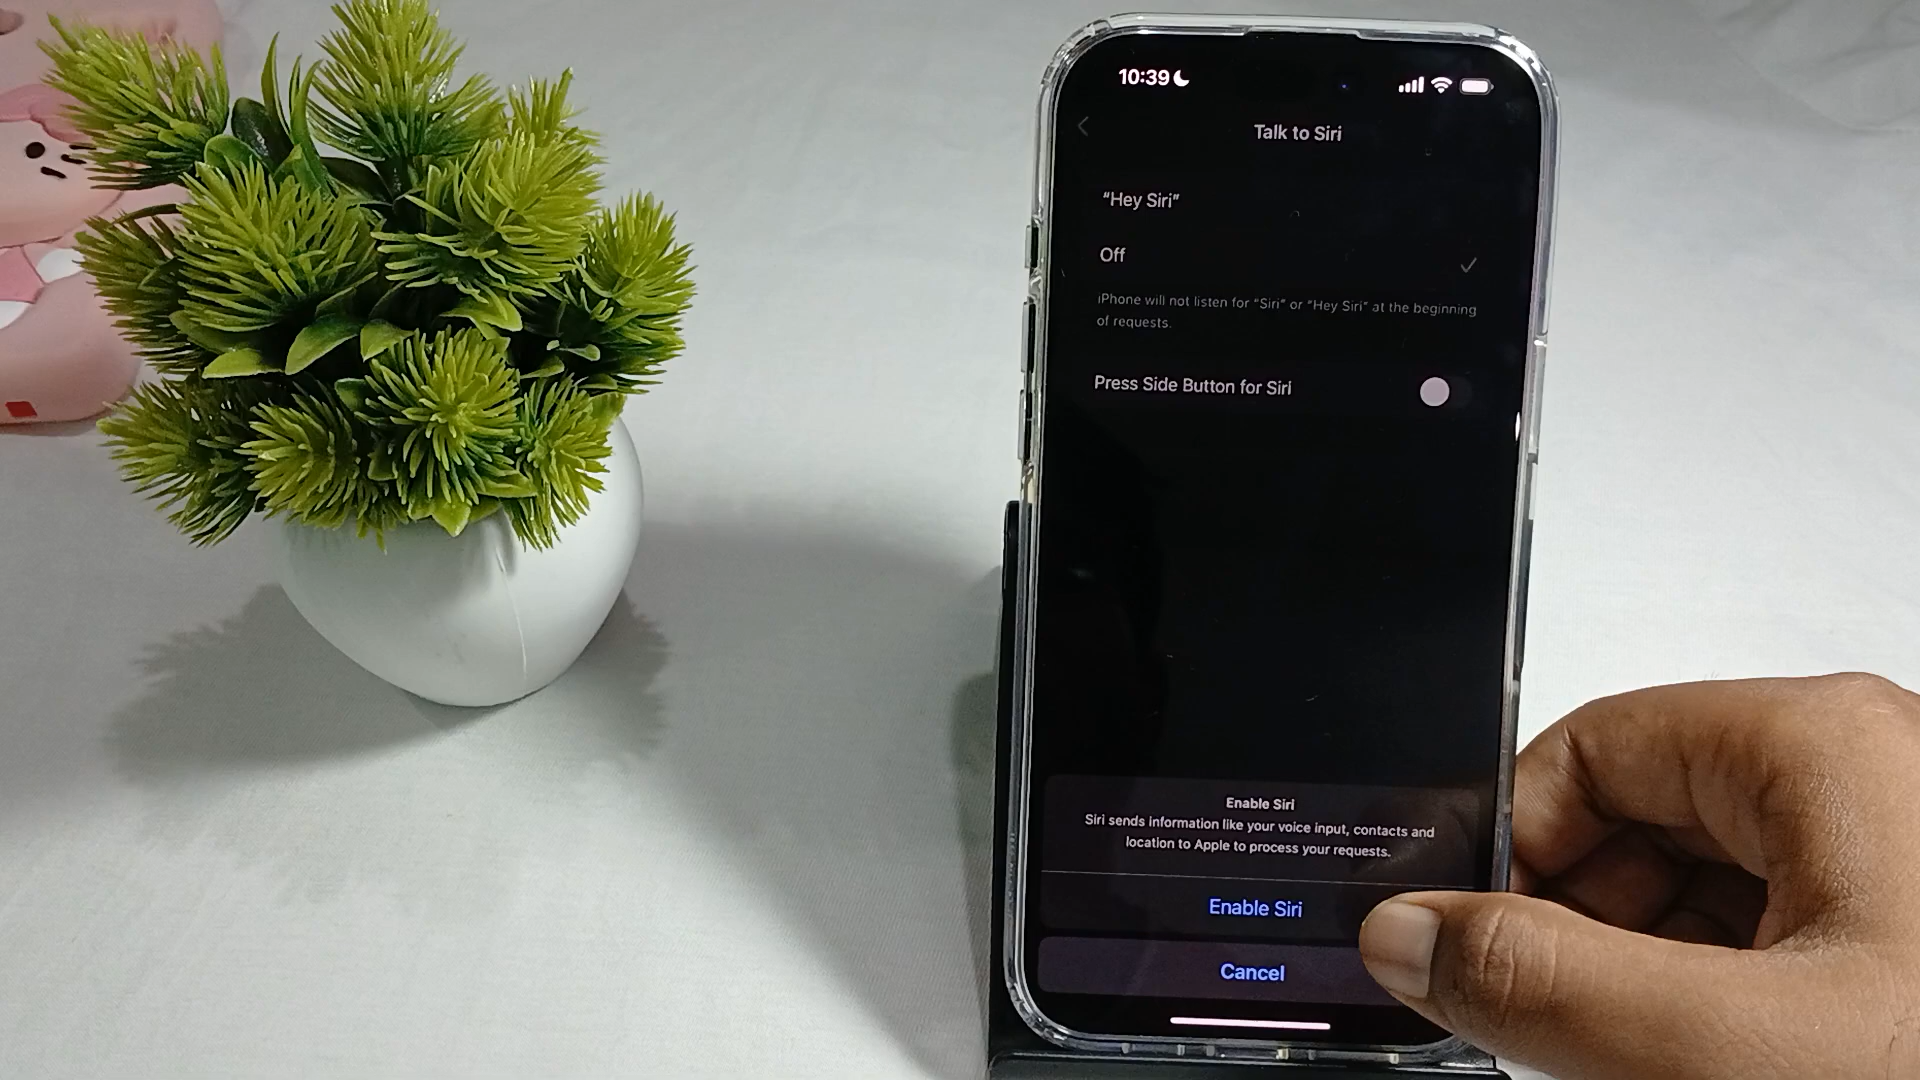 10:39
Talk to Siri
“Hey Siri”
Off
iPhone will not listen for “Siri” or “Hey Siri” at the beginning
of requests.
Press Side Button for Siri
Enable Siri
Siri sends information like your voice input, contacts and
location to Apple to process your requests.
Enable Siri
Cancel